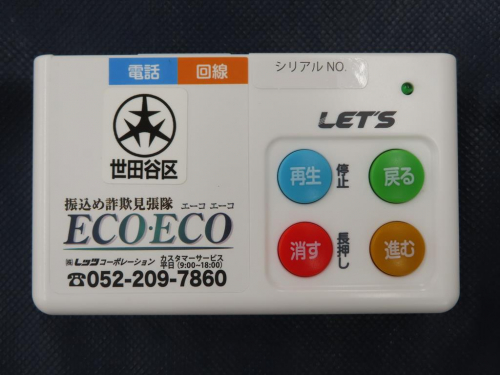 電話 回線
シリアルNO.
LET'S
世田谷区
再生 停止 戻る
振込め詐欺見張隊 エーコ エーコ
ECO・ECO
消す 長押し 進む
㈱レッツコーポレーション カスタマーサービス
平日(9:00~18:00)
☎052-209-7860